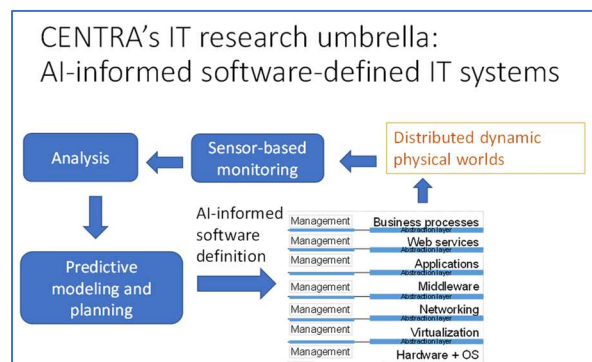 CENTRA's IT research umbrella:
AI-informed software-defined IT systems
Analysis
Sensor-based
monitoring
Distributed dynamic
physical worlds
AI-informed
software
definition
Predictive
modeling and
planning
Management Business processes
Abstraction layer
Management Web services
Abstraction layer
Management Applications
Abstraction layer
Management Middleware
Abstraction layer
Management Networking
Abstraction layer
Management Virtualization
Abstraction layer
Management Hardware + OS